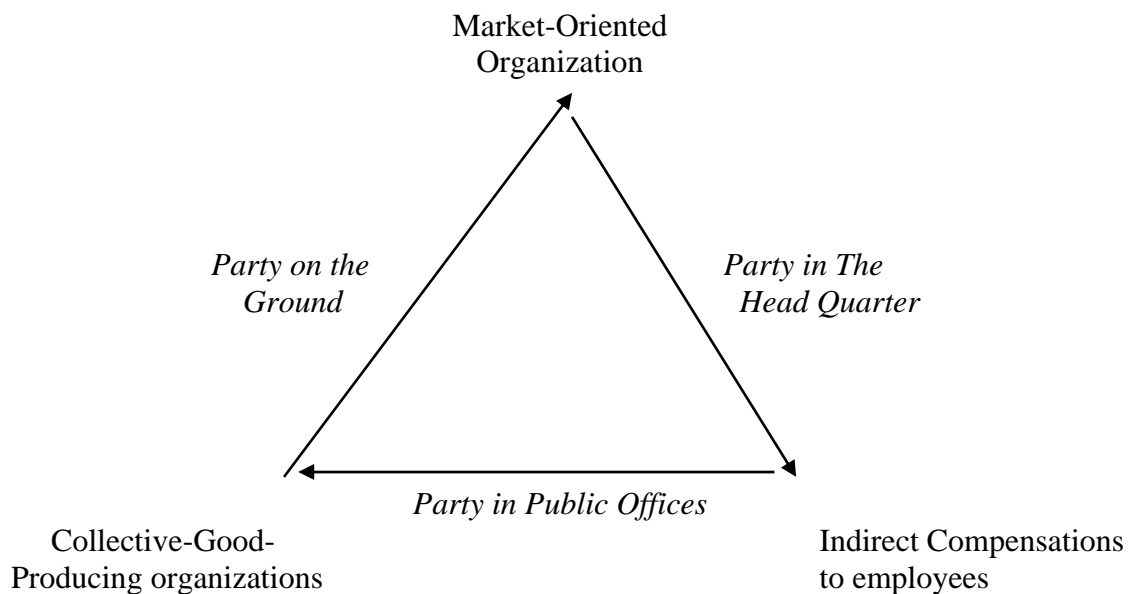 Market-Oriented
Organization
Party on the
Ground
Party in The
Head Quarter
Party in Public Offices
Collective-Good-
Producing organizations
Indirect Compensations
to employees